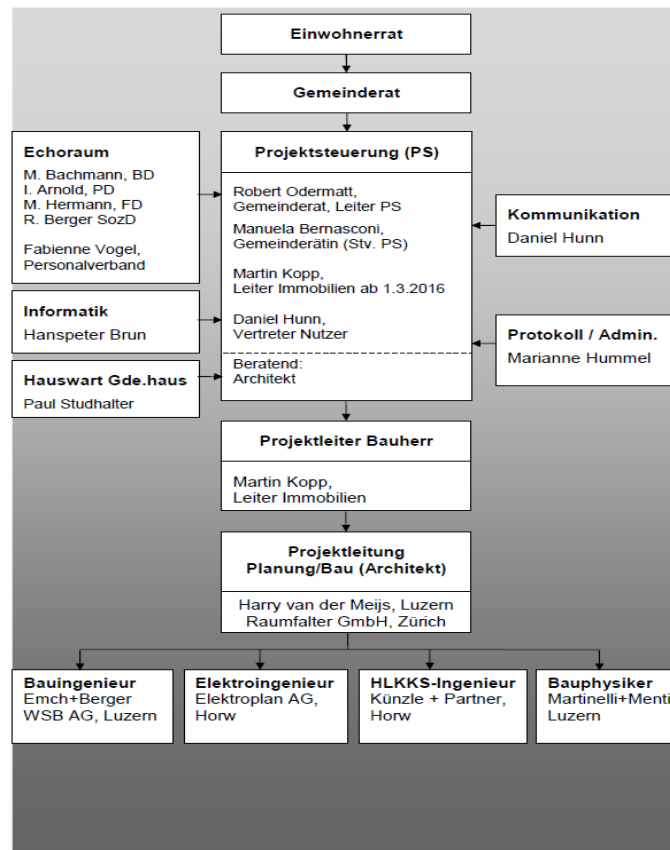 Einwohnerrat
Gemeinderat
Echoraum
M. Bachmann, BD
I. Arnold, PD
M. Hermann, FD
R. Berger SozD
Fabienne Vogel,
Personalverband
Informatik
Hanspeter Brun
Hauswart Gde.haus
Paul Studhalter
Projektsteuerung (PS)
Robert Odermatt,
Gemeinderat, Leiter PS
Manuela Bernasconi,
Gemeinderätin (Stv. PS)
Martin Kopp,
Leiter Immobilien ab 1.3.2016
Daniel Hunn,
Vertreter Nutzer
Beratend:
Architekt
Kommunikation
Daniel Hunn
Protokoll / Admin.
Marianne Hummel
Projektleiter Bauherr
Martin Kopp,
Leiter Immobilien
Projektleitung
Planung/Bau (Architekt)
Harry van der Meijs, Luzern
Raumfalter GmbH, Zürich
Bauingenieur
Emch+Berger
WSB AG, Luzern
Elektroingenieur
Elektroplan AG,
Horw
HLKKS-Ingenieur
Künzle + Partner,
Horw
Bauphysiker
Martinelli+Menti
Luzern